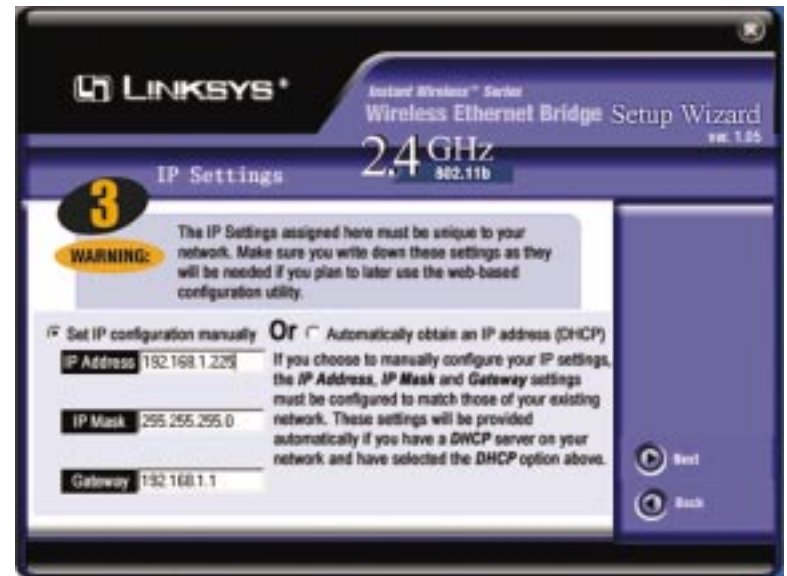 LINKSYS®
Instant Wireless™ Series
Wireless Ethernet Bridge Setup Wizard
ver. 1.05
2.4 GHz
802.11b
IP Settings
3
WARNING:
The IP Settings assigned here must be unique to your
network. Make sure you write down these settings as they
will be needed if you plan to later use the web-based
configuration utility.
Set IP configuration manually Or Automatically obtain an IP address (DHCP)
IP Address 192.168.1.225
IP Mask 255.255.255.0
Gateway 192.168.1.1
If you choose to manually configure your IP settings,
the IP Address, IP Mask and Gateway settings
must be configured to match those of your existing
network. These settings will be provided
automatically if you have a DHCP server on your
network and have selected the DHCP option above.
Next
Back